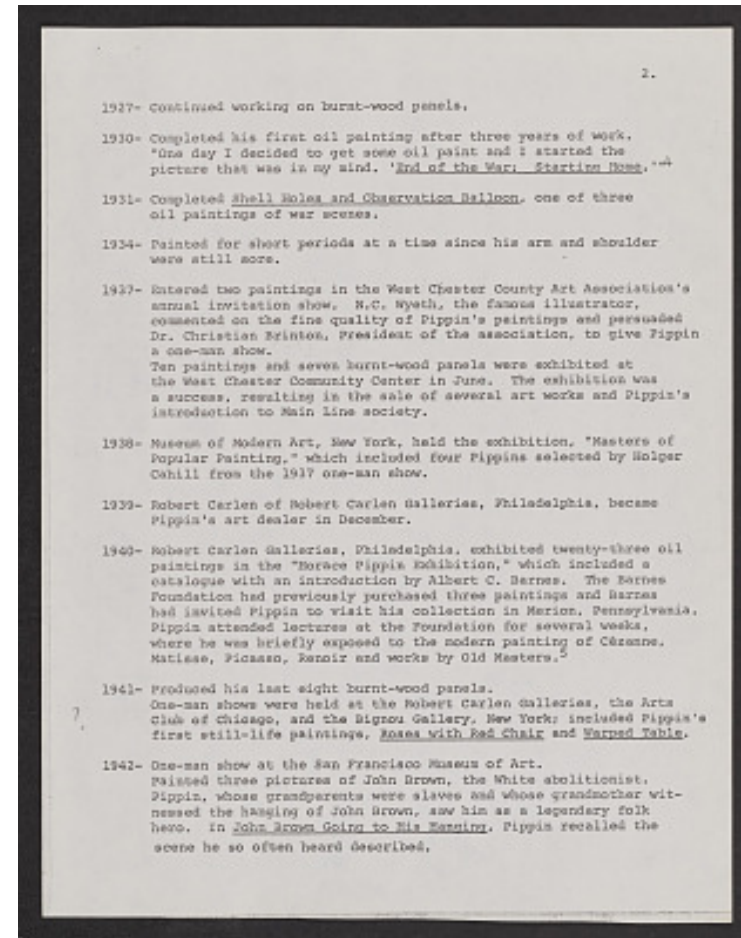 2.
1927- Continued working on burnt-wood panels.
1930- Completed his first oil painting after three years of work.
"One day I decided to get some oil paint and I started the
picture that was in my mind. 'End of the War: Starting Home.'"4
1931- Completed Shell Holes and Observation Balloon, one of three
oil paintings of war scenes.
1934- Painted for short periods at a time since his arm and shoulder
were still sore.
1937- Entered two paintings in the West Chester County Art Association's
annual invitation show. N.C. Wyeth, the famous illustrator,
commented on the fine quality of Pippin's paintings and persuaded
Dr. Christian Brinton, President of the association, to give Pippin
a one-man show.
Ten paintings and seven burnt-wood panels were exhibited at
the West Chester Community Center in June. The exhibition was
a success, resulting in the sale of several art works and Pippin's
introduction to Main Line society.
1938- Museum of Modern Art, New York, held the exhibition, "Masters of
Popular Painting," which included four Pippins selected by Holger
Cahill from the 1937 one-man show.
1939- Robert Carlen of Robert Carlen Galleries, Philadelphia, became
Pippin's art dealer in December.
1940- Robert Carlen Galleries, Philadelphia, exhibited twenty-three oil
paintings in the "Horace Pippin Exhibition," which included a
catalogue with an introduction by Albert C. Barnes. The Barnes
Foundation had previously purchased three paintings and Barnes
had invited Pippin to visit his collection in Merion, Pennsylvania.
Pippin attended lectures at the Foundation for several weeks,
where he was briefly exposed to the modern painting of Cézanne,
Matisse, Picasso, Renoir and works by Old Masters.5
1941- Produced his last eight burnt-wood panels.
One-man shows were held at the Robert Carlen Galleries, the Arts
? Club of Chicago, and the Bignou Gallery, New York; included Pippin's
first still-life paintings, Roses with Red Chair and Warped Table.
1942- One-man show at the San Francisco Museum of Art.
Painted three pictures of John Brown, the White abolitionist.
Pippin, whose grandparents were slaves and whose grandmother wit-
nessed the hanging of John Brown, saw him as a legendary folk
hero. In John Brown Going to His Hanging, Pippin recalled the
scene he so often heard described.